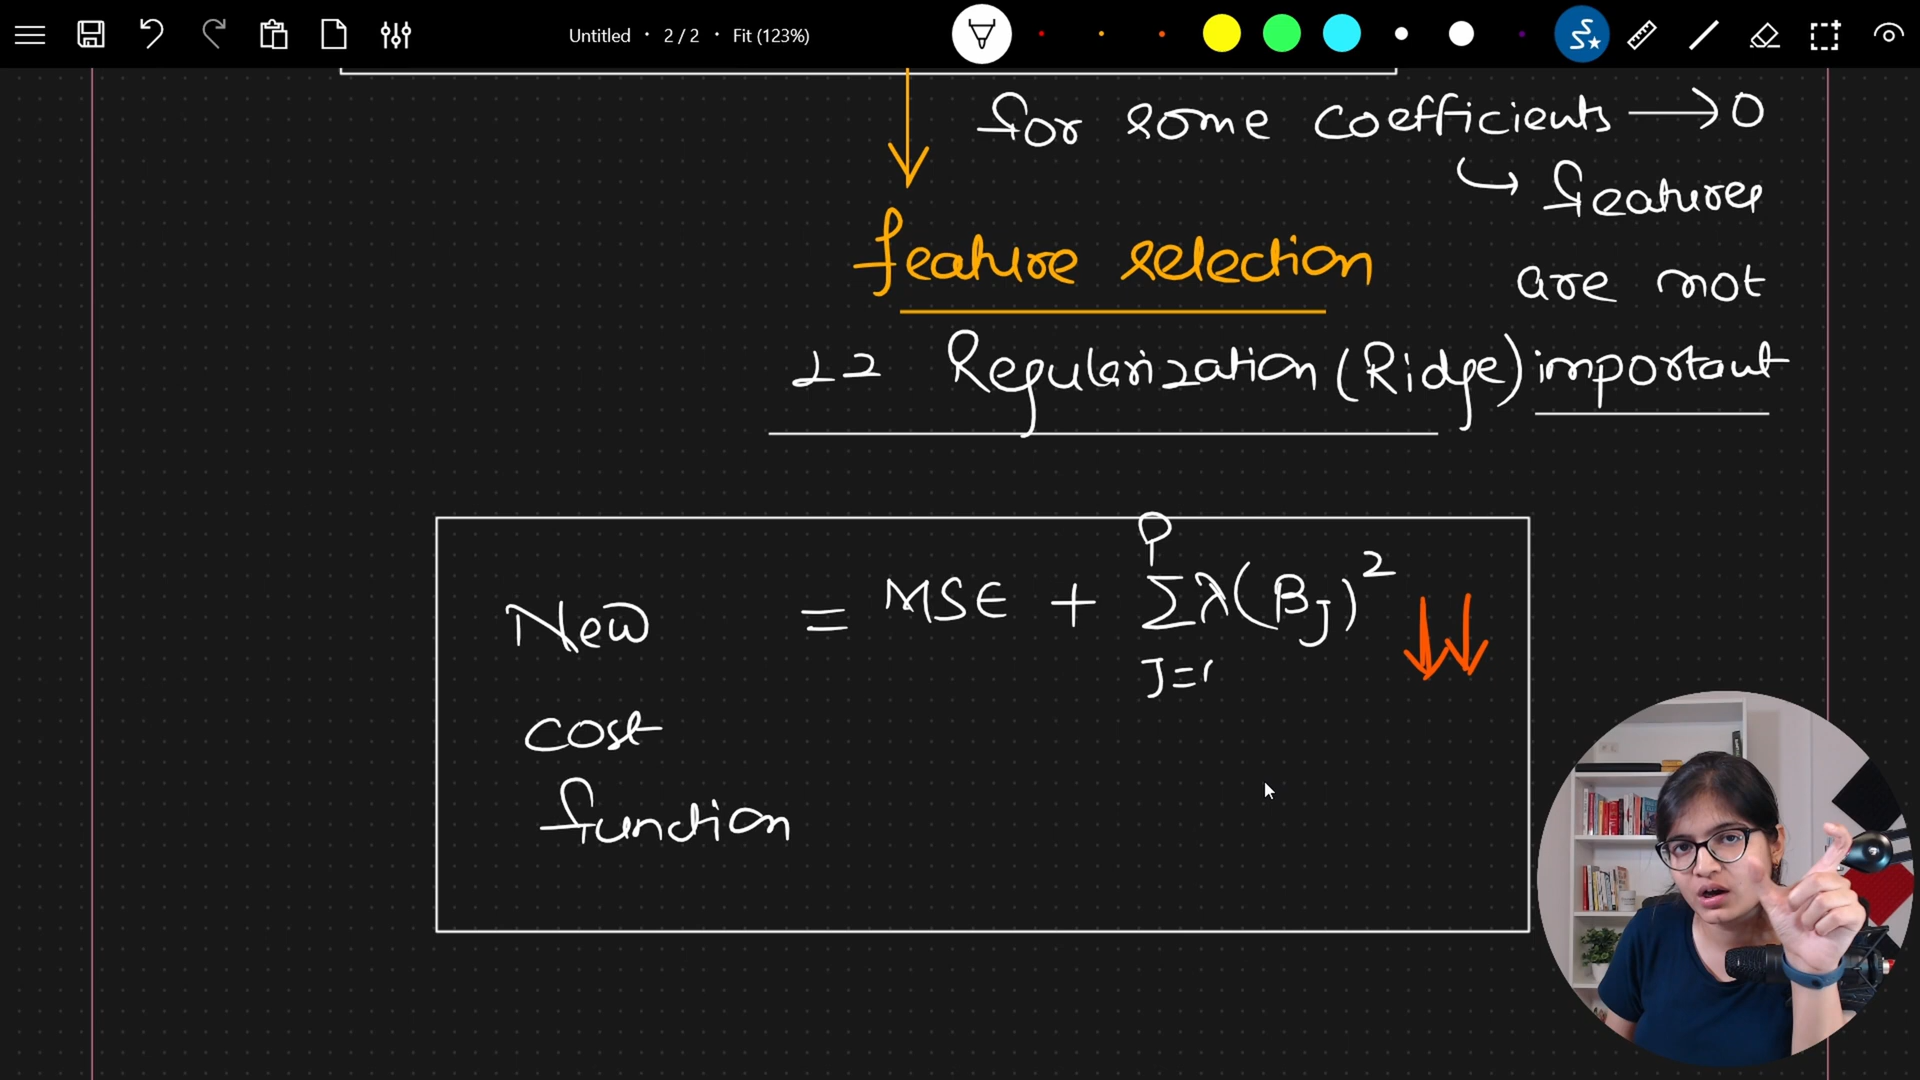 Untitled • 2 / 2 • Fit (123%)
for some coefficients → 0
↳ features
are not
important
feature selection
L2 Regularization (Ridge)
New cost function = MSE + P Σ J=1 λ(βJ)²